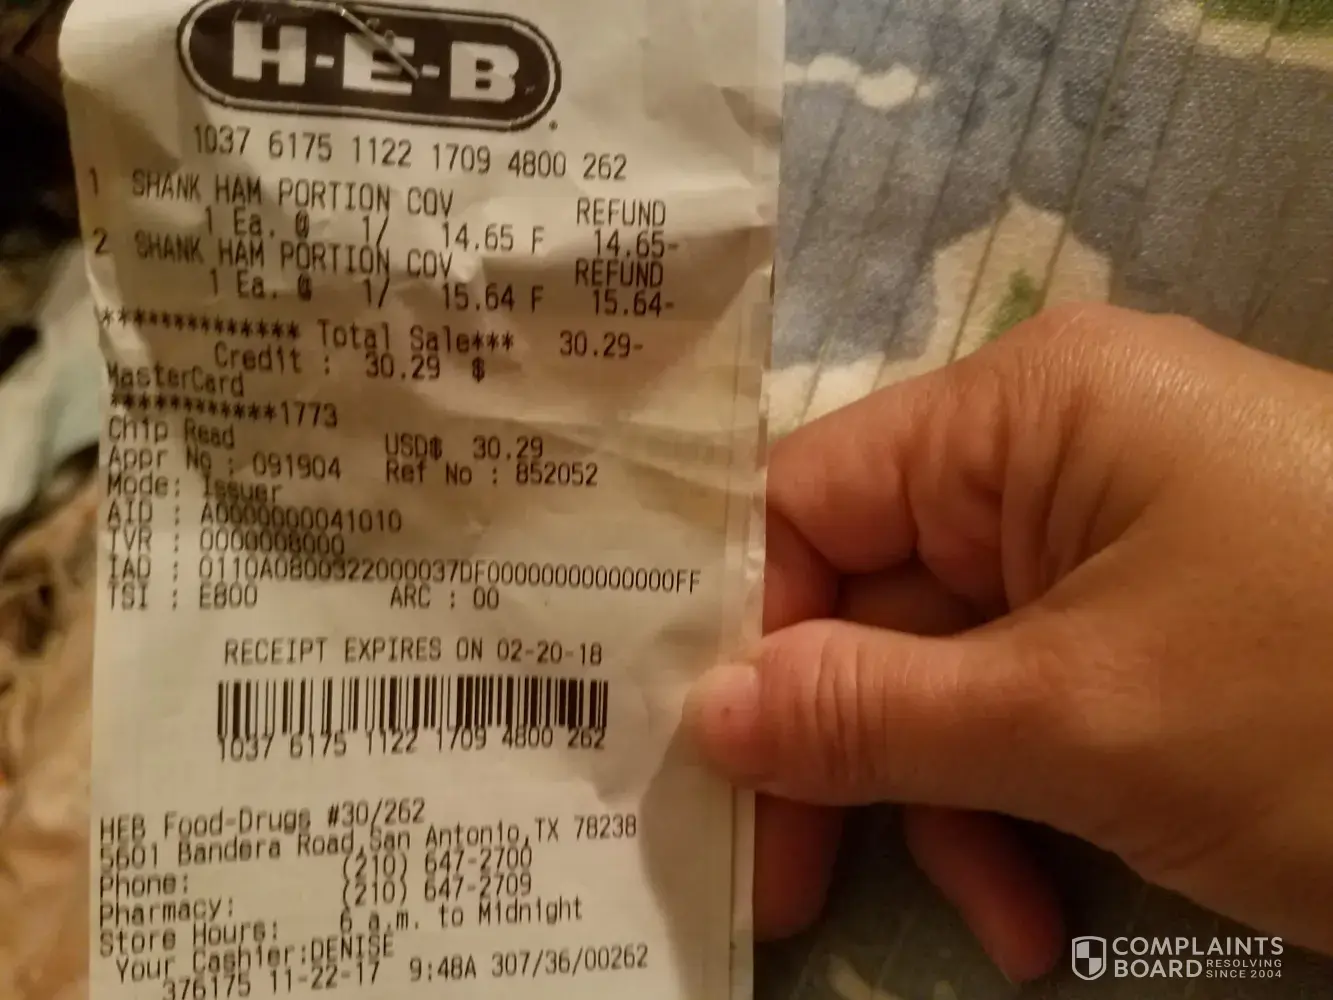 H-E-B
1037 6175 1122 1709 4800 262
1 SHANK HAM PORTION COV REFUND
1 Ea. @ 1/ 14.65 F 14.65-
2 SHANK HAM PORTION COV REFUND
1 Ea. @ 1/ 15.64 F 15.64-
************** Total Sale*** 30.29-
Credit : 30.29 $
MasterCard
************1773
Chip Read USD$ 30.29
Appr No : 091904 Ref No : 852052
Mode: Issuer
AID : A0000000041010
TVR : 0000008000
IAD : 0110A0800322000037DF00000000000000FF
TSI : E800 ARC : 00
RECEIPT EXPIRES ON 02-20-18
1037 6175 1122 1709 4800 262
HEB Food-Drugs #30/262
5601 Bandera Road,San Antonio,TX 78238
Phone: (210) 647-2700
Pharmacy: (210) 647-2709
Store Hours: 6 a.m. to Midnight
Your Cashier:DENISE
376175 11-22-17 9:48A 307/36/00262
COMPLAINTS
BOARD RESOLVING SINCE 2004